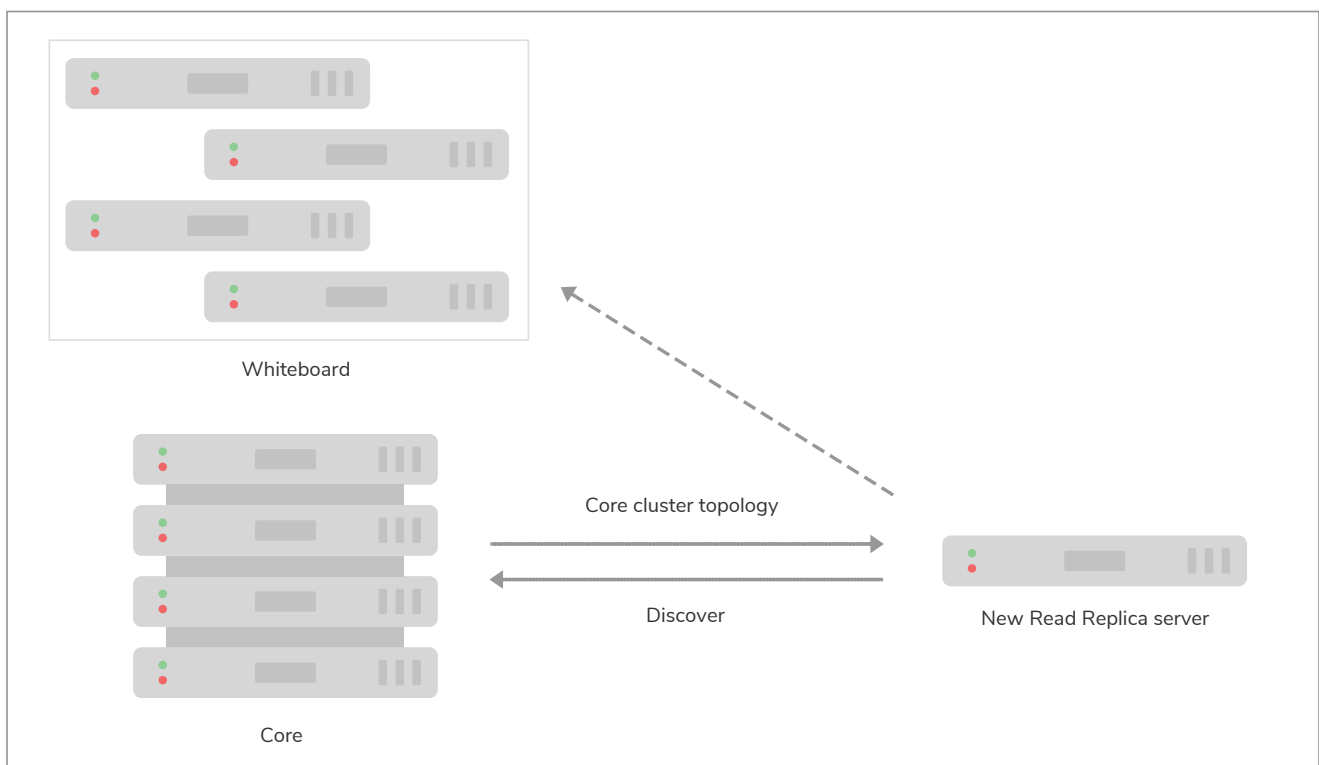 Whiteboard
Core cluster topology
Discover
New Read Replica server
Core